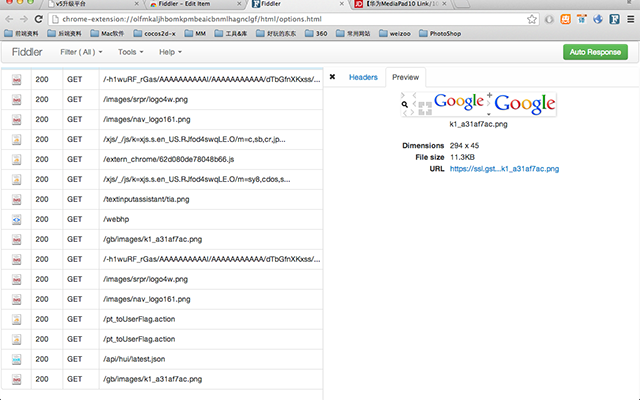 v5升级平台
Fiddler – Edit Item
Fiddler
【华为MediaPad10 Link/10
chrome-extension://olfmkaljhbomkpmbeaicbnmlhagnclgf/html/options.html
前端资料
后端资料
Mac软件
cocos2d-x
MM
工具&库
好玩的东东
360
常用网站
weizoo
PhotoShop
Fiddler
Filter ( All )
Tools
Help
Auto Response
200 GET /-h1wuRF_rGas/AAAAAAAAAAI/AAAAAAAAAAA/dTbGfnXKxss/...
200 GET /images/srpr/logo4w.png
200 GET /images/nav_logo161.png
200 GET /xjs/_/js/k=xjs.s.en_US.RJfod4swqLE.O/m=c,sb,cr,jp...
200 GET /extern_chrome/62d080de78048b66.js
200 GET /xjs/_/js/k=xjs.s.en_US.RJfod4swqLE.O/m=sy8,cdos,s...
200 GET /textinputassistant/tia.png
200 GET /webhp
200 GET /gb/images/k1_a31af7ac.png
200 GET /-h1wuRF_rGas/AAAAAAAAAAI/AAAAAAAAAAA/dTbGfnXKxss/...
200 GET /images/srpr/logo4w.png
200 GET /images/nav_logo161.png
200 GET /pt_toUserFlag.action
200 GET /pt_toUserFlag.action
200 GET /api/hui/latest.json
200 GET /gb/images/k1_a31af7ac.png
Headers
Preview
Google Google
k1_a31af7ac.png
Dimensions 294 x 45
File size 11.3KB
URL https://ssl.gst...k1_a31af7ac.png